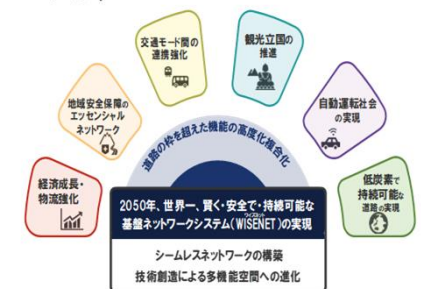 経済成長・
物流強化
地域安全保障の
エッセンシャル
ネットワーク
交通モード間の
連携強化
観光立国の
推進
自動運転社会
の実現
低炭素で
持続可能な
道路の実現
道路の枠を超えた機能の高度化複合化
2050年、世界一、賢く・安全で・持続可能な
ワイズネット
基盤ネットワークシステム(WISENET)の実現
シームレスネットワークの構築
技術創造による多機能空間への進化